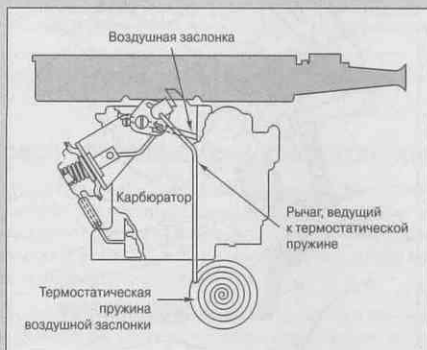 Воздушная заслонка
Карбюратор
Рычаг, ведущий
к термостатической
пружине
Термостатическая
пружина
воздушной заслонки